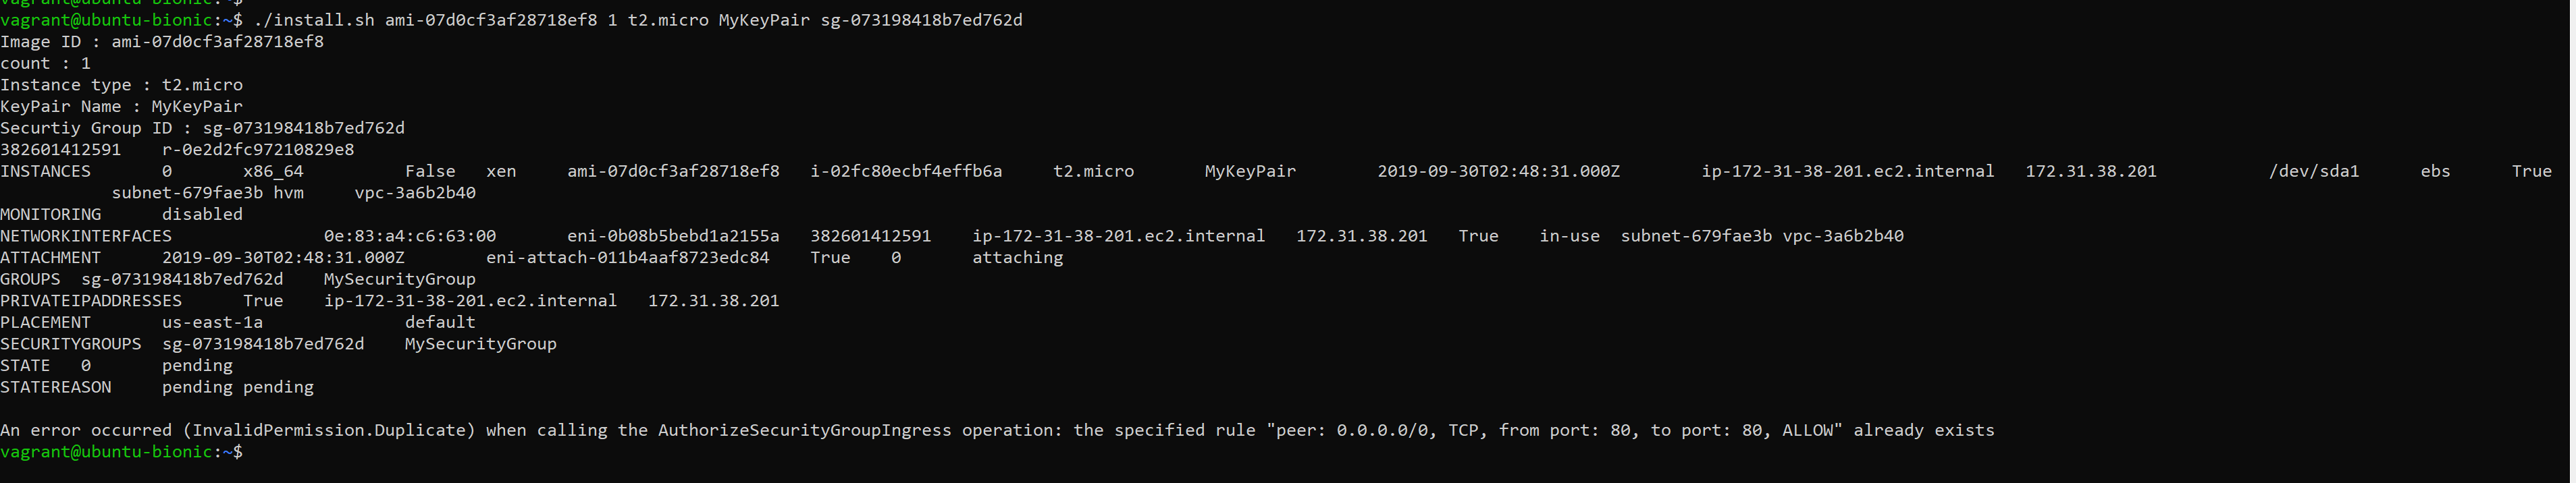 vagrant@ubuntu-bionic:~$
vagrant@ubuntu-bionic:~$ ./install.sh ami-07d0cf3af28718ef8 1 t2.micro MyKeyPair sg-073198418b7ed762d
Image ID : ami-07d0cf3af28718ef8
count : 1
Instance type : t2.micro
KeyPair Name : MyKeyPair
Securtiy Group ID : sg-073198418b7ed762d
382601412591 r-0e2d2fc97210829e8
INSTANCES 0 x86_64 False xen ami-07d0cf3af28718ef8 i-02fc80ecbf4effb6a t2.micro MyKeyPair 2019-09-30T02:48:31.000Z ip-172-31-38-201.ec2.internal 172.31.38.201 /dev/sda1 ebs True
subnet-679fae3b hvm vpc-3a6b2b40
MONITORING disabled
NETWORKINTERFACES 0e:83:a4:c6:63:00 eni-0b08b5bebd1a2155a 382601412591 ip-172-31-38-201.ec2.internal 172.31.38.201 True in-use subnet-679fae3b vpc-3a6b2b40
ATTACHMENT 2019-09-30T02:48:31.000Z eni-attach-011b4aaf8723edc84 True 0 attaching
GROUPS sg-073198418b7ed762d MySecurityGroup
PRIVATEIPADDRESSES True ip-172-31-38-201.ec2.internal 172.31.38.201
PLACEMENT us-east-1a default
SECURITYGROUPS sg-073198418b7ed762d MySecurityGroup
STATE 0 pending
STATEREASON pending pending
An error occurred (InvalidPermission.Duplicate) when calling the AuthorizeSecurityGroupIngress operation: the specified rule "peer: 0.0.0.0/0, TCP, from port: 80, to port: 80, ALLOW" already exists
vagrant@ubuntu-bionic:~$